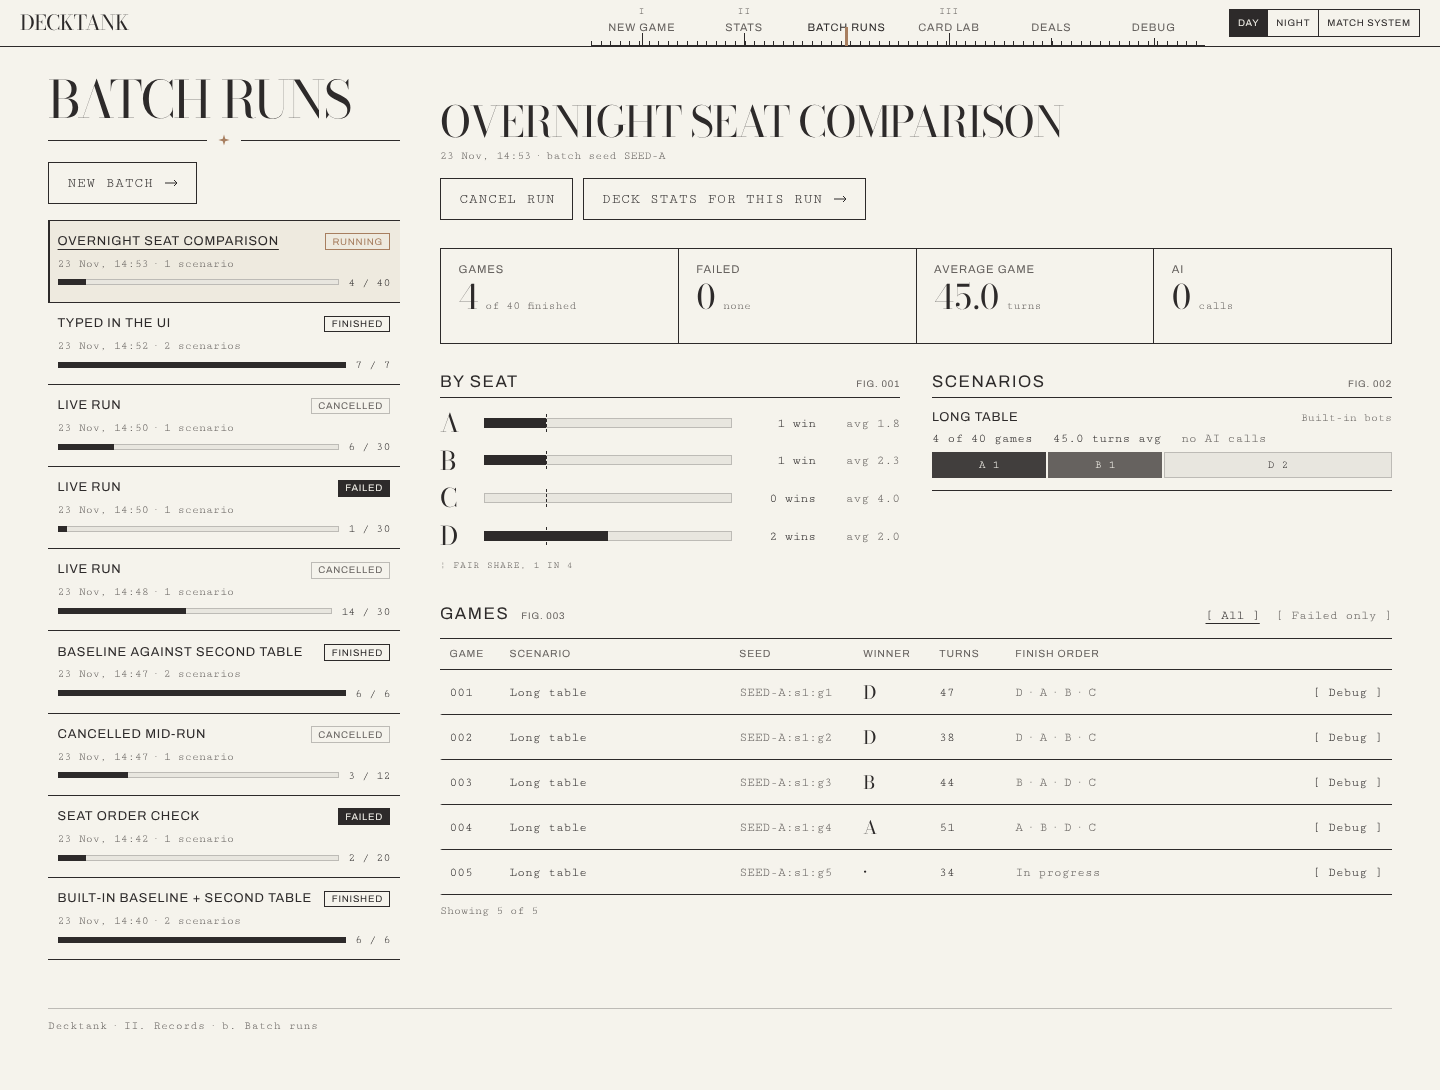 DECKTANK
I
II
III
NEW GAME
STATS
BATCH RUNS
CARD LAB
DEALS
DEBUG
DAY
NIGHT
MATCH SYSTEM
BATCH RUNS
NEW BATCH →
OVERNIGHT SEAT COMPARISON
RUNNING
23 Nov, 14:53 · 1 scenario
4 / 40
TYPED IN THE UI
FINISHED
23 Nov, 14:52 · 2 scenarios
7 / 7
LIVE RUN
CANCELLED
23 Nov, 14:50 · 1 scenario
6 / 30
LIVE RUN
FAILED
23 Nov, 14:50 · 1 scenario
1 / 30
LIVE RUN
CANCELLED
23 Nov, 14:48 · 1 scenario
14 / 30
BASELINE AGAINST SECOND TABLE
FINISHED
23 Nov, 14:47 · 2 scenarios
6 / 6
CANCELLED MID-RUN
CANCELLED
23 Nov, 14:47 · 1 scenario
3 / 12
SEAT ORDER CHECK
FAILED
23 Nov, 14:42 · 1 scenario
2 / 20
BUILT-IN BASELINE + SECOND TABLE
FINISHED
23 Nov, 14:40 · 2 scenarios
6 / 6
OVERNIGHT SEAT COMPARISON
23 Nov, 14:53 · batch seed SEED-A
CANCEL RUN
DECK STATS FOR THIS RUN →
GAMES
4 of 40 finished
FAILED
0 none
AVERAGE GAME
45.0 turns
AI
0 calls
BY SEAT
FIG. 001
A 1 win avg 1.8
B 1 win avg 2.3
C 0 wins avg 4.0
D 2 wins avg 2.0
¦ FAIR SHARE, 1 IN 4
SCENARIOS
FIG. 002
LONG TABLE
Built-in bots
4 of 40 games 45.0 turns avg no AI calls
A 1
B 1
D 2
GAMES FIG. 003
[ All ] [ Failed only ]
GAME SCENARIO SEED WINNER TURNS FINISH ORDER
001 Long table SEED-A:s1:g1 D 47 D · A · B · C [ Debug ]
002 Long table SEED-A:s1:g2 D 38 D · A · B · C [ Debug ]
003 Long table SEED-A:s1:g3 B 44 B · A · D · C [ Debug ]
004 Long table SEED-A:s1:g4 A 51 A · B · D · C [ Debug ]
005 Long table SEED-A:s1:g5 · 34 In progress [ Debug ]
Showing 5 of 5
Decktank · II. Records · b. Batch runs